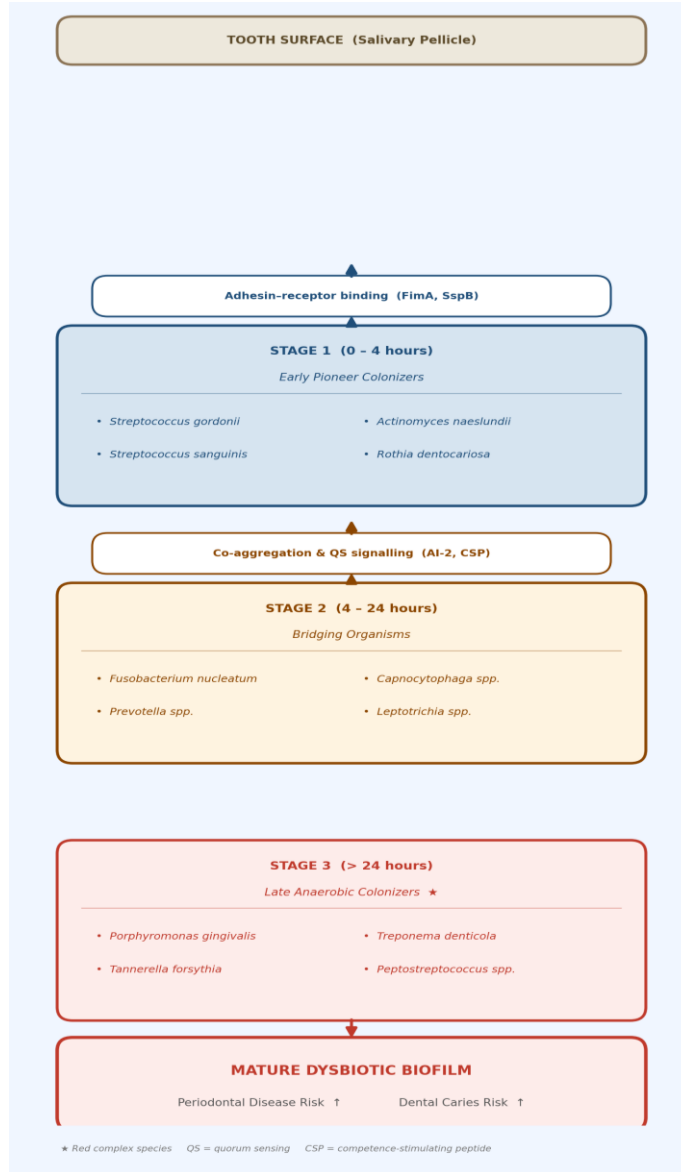 TOOTH SURFACE (Salivary Pellicle)
Adhesin–receptor binding (FimA, SspB)
STAGE 1 (0 – 4 hours)
Early Pioneer Colonizers
• Streptococcus gordonii • Actinomyces naeslundii
• Streptococcus sanguinis • Rothia dentocariosa
Co-aggregation & QS signalling (AI-2, CSP)
STAGE 2 (4 – 24 hours)
Bridging Organisms
• Fusobacterium nucleatum • Capnocytophaga spp.
• Prevotella spp. • Leptotrichia spp.
STAGE 3 (> 24 hours)
Late Anaerobic Colonizers ★
• Porphyromonas gingivalis • Treponema denticola
• Tannerella forsythia • Peptostreptococcus spp.
MATURE DYSBIOTIC BIOFILM
Periodontal Disease Risk ↑ Dental Caries Risk ↑
★ Red complex species QS = quorum sensing CSP = competence-stimulating peptide